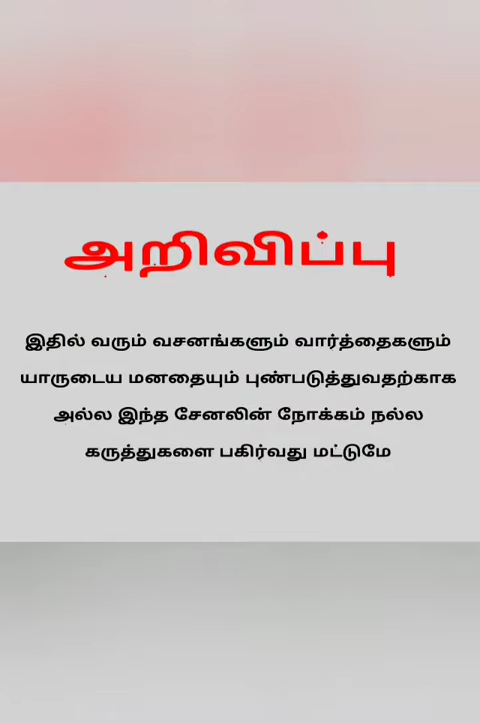 அறிவிப்பு
இதில் வரும் வசனங்களும் வார்த்தைகளும்
யாருடைய மனதையும் புண்படுத்துவதற்காக
அல்ல இந்த சேனலின் நோக்கம் நல்ல
கருத்துகளை பகிர்வது மட்டுமே